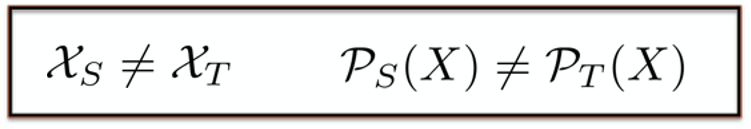 𝒳_S ≠ 𝒳_T 𝒫_S(X) ≠ 𝒫_T(X)